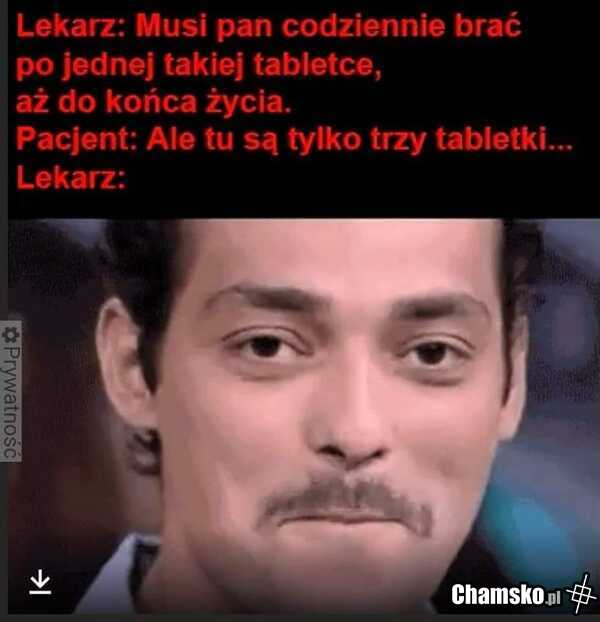 Lekarz: Musi pan codziennie brać
po jednej takiej tabletce,
aż do końca życia.
Pacjent: Ale tu są tylko trzy tabletki...
Lekarz:
Prywatność
Chamsko.pl